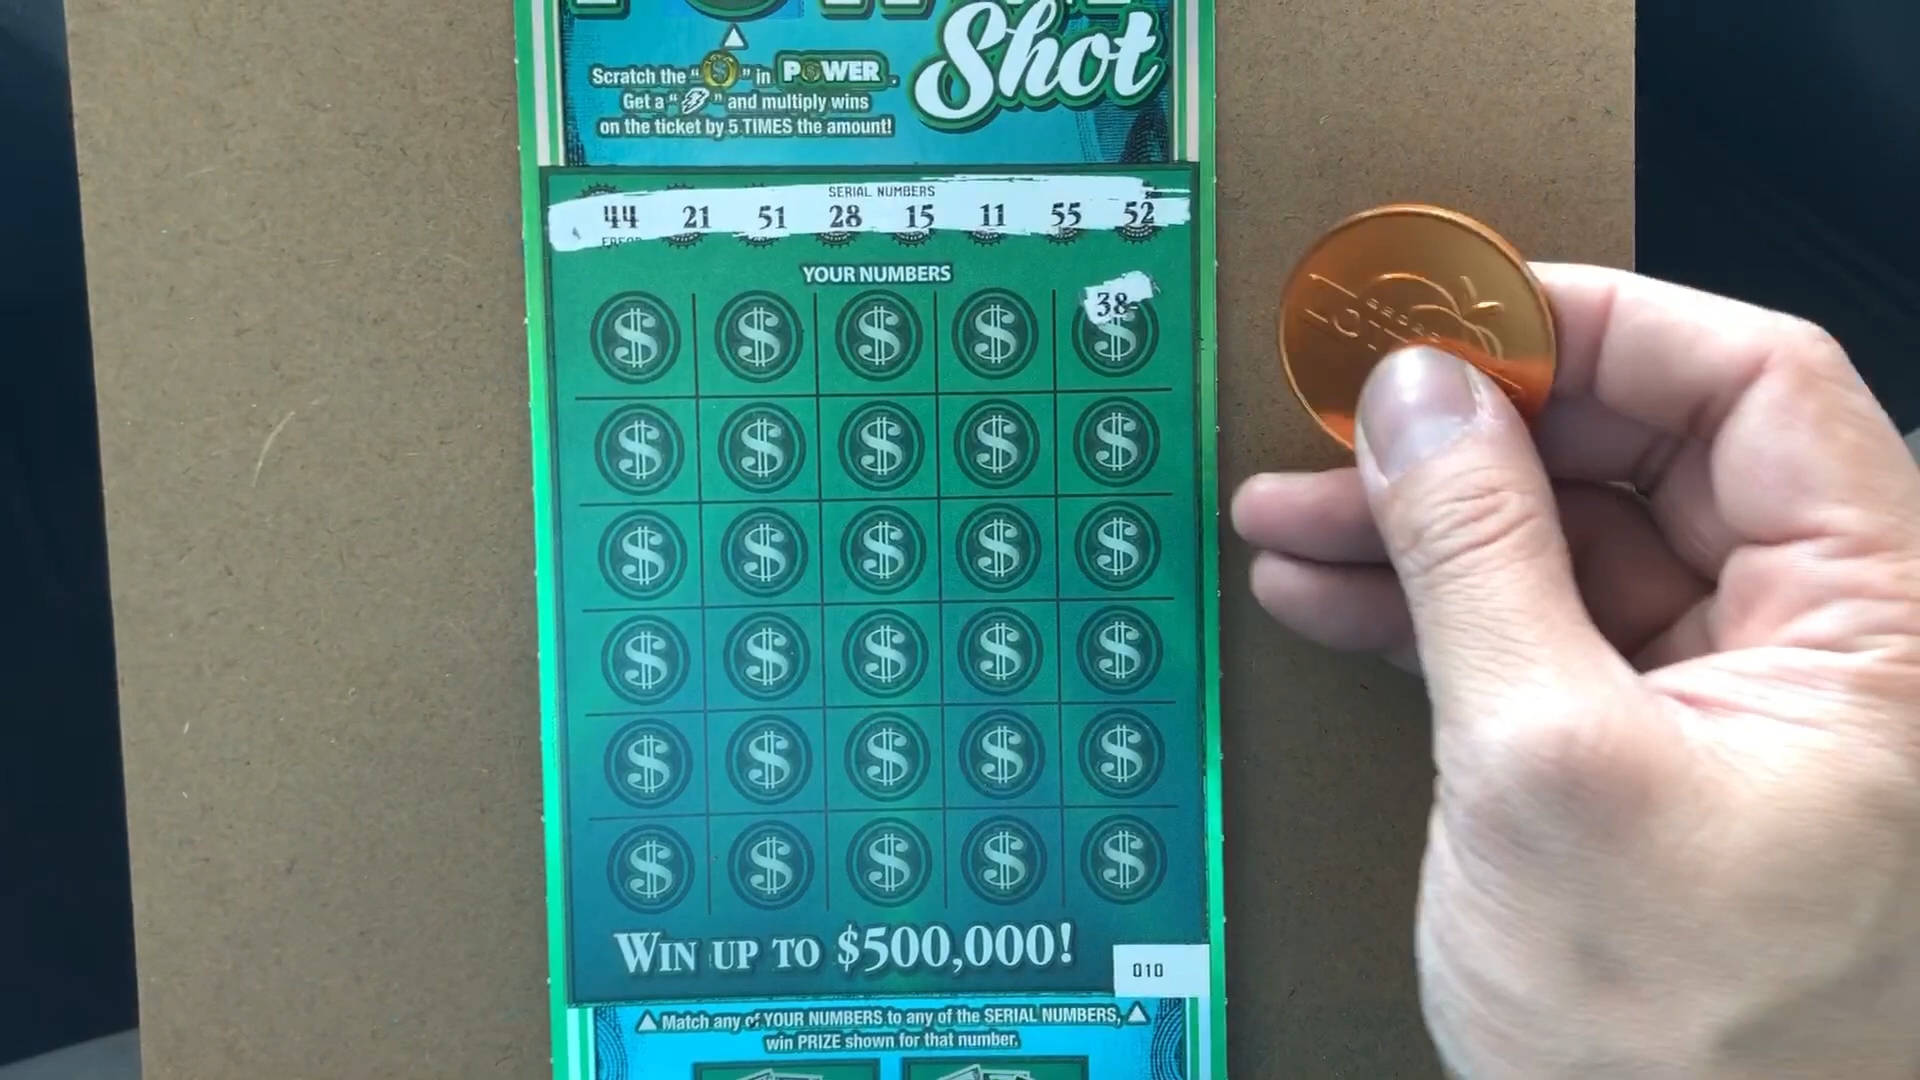 Shot
Scratch the " $ " in POWER .
Get a " " and multiply wins
on the ticket by 5 TIMES the amount!
SERIAL NUMBERS
44 21 51 28 15 11 55 52
YOUR NUMBERS
38
$ $ $ $ $
$ $ $ $ $
$ $ $ $ $
$ $ $ $ $
$ $ $ $ $
$ $ $ $ $
WIN UP TO $500,000!
010
Match any of YOUR NUMBERS to any of the SERIAL NUMBERS,
win PRIZE shown for that number.